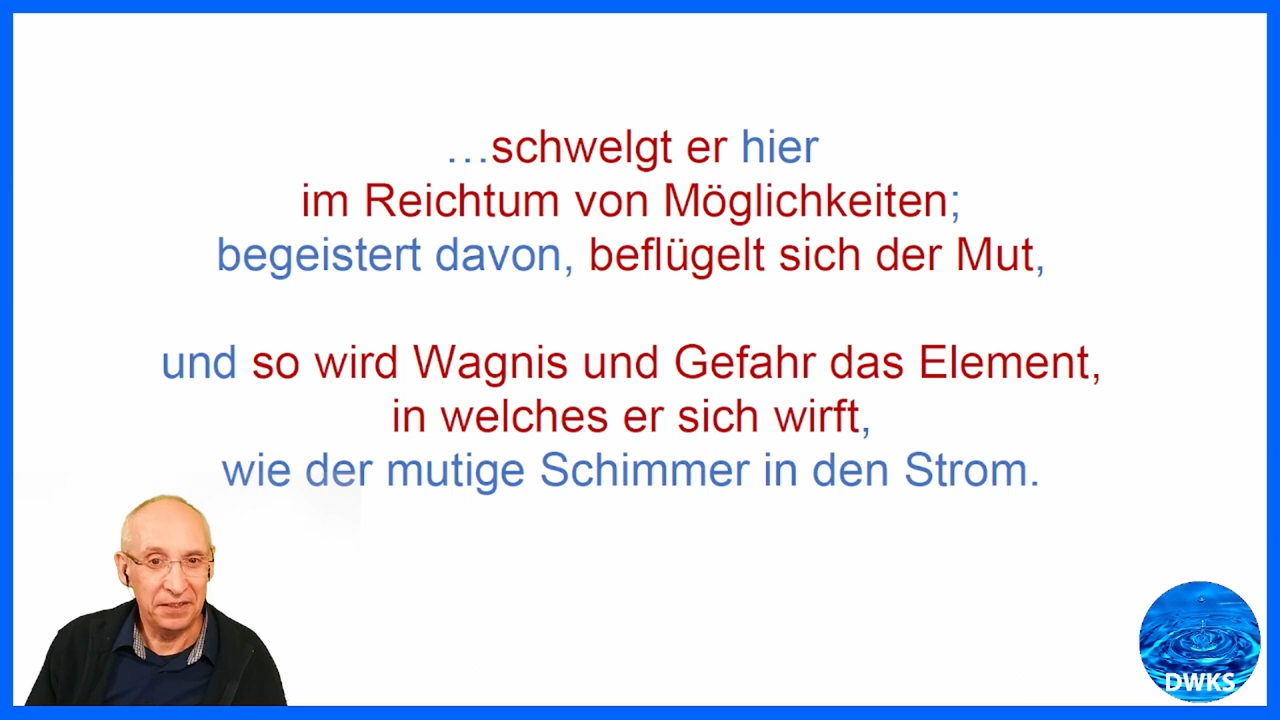 …schwelgt er hier
im Reichtum von Möglichkeiten;
begeistert davon, beflügelt sich der Mut,
und so wird Wagnis und Gefahr das Element,
in welches er sich wirft,
wie der mutige Schimmer in den Strom.
DWKS